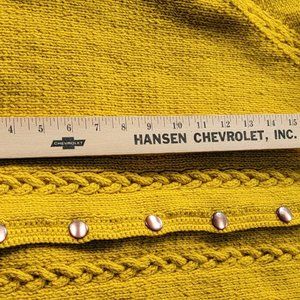 4 5 6 7 8 9 10 11 12 13 14 15
CHEVROLET HANSEN CHEVROLET, INC.